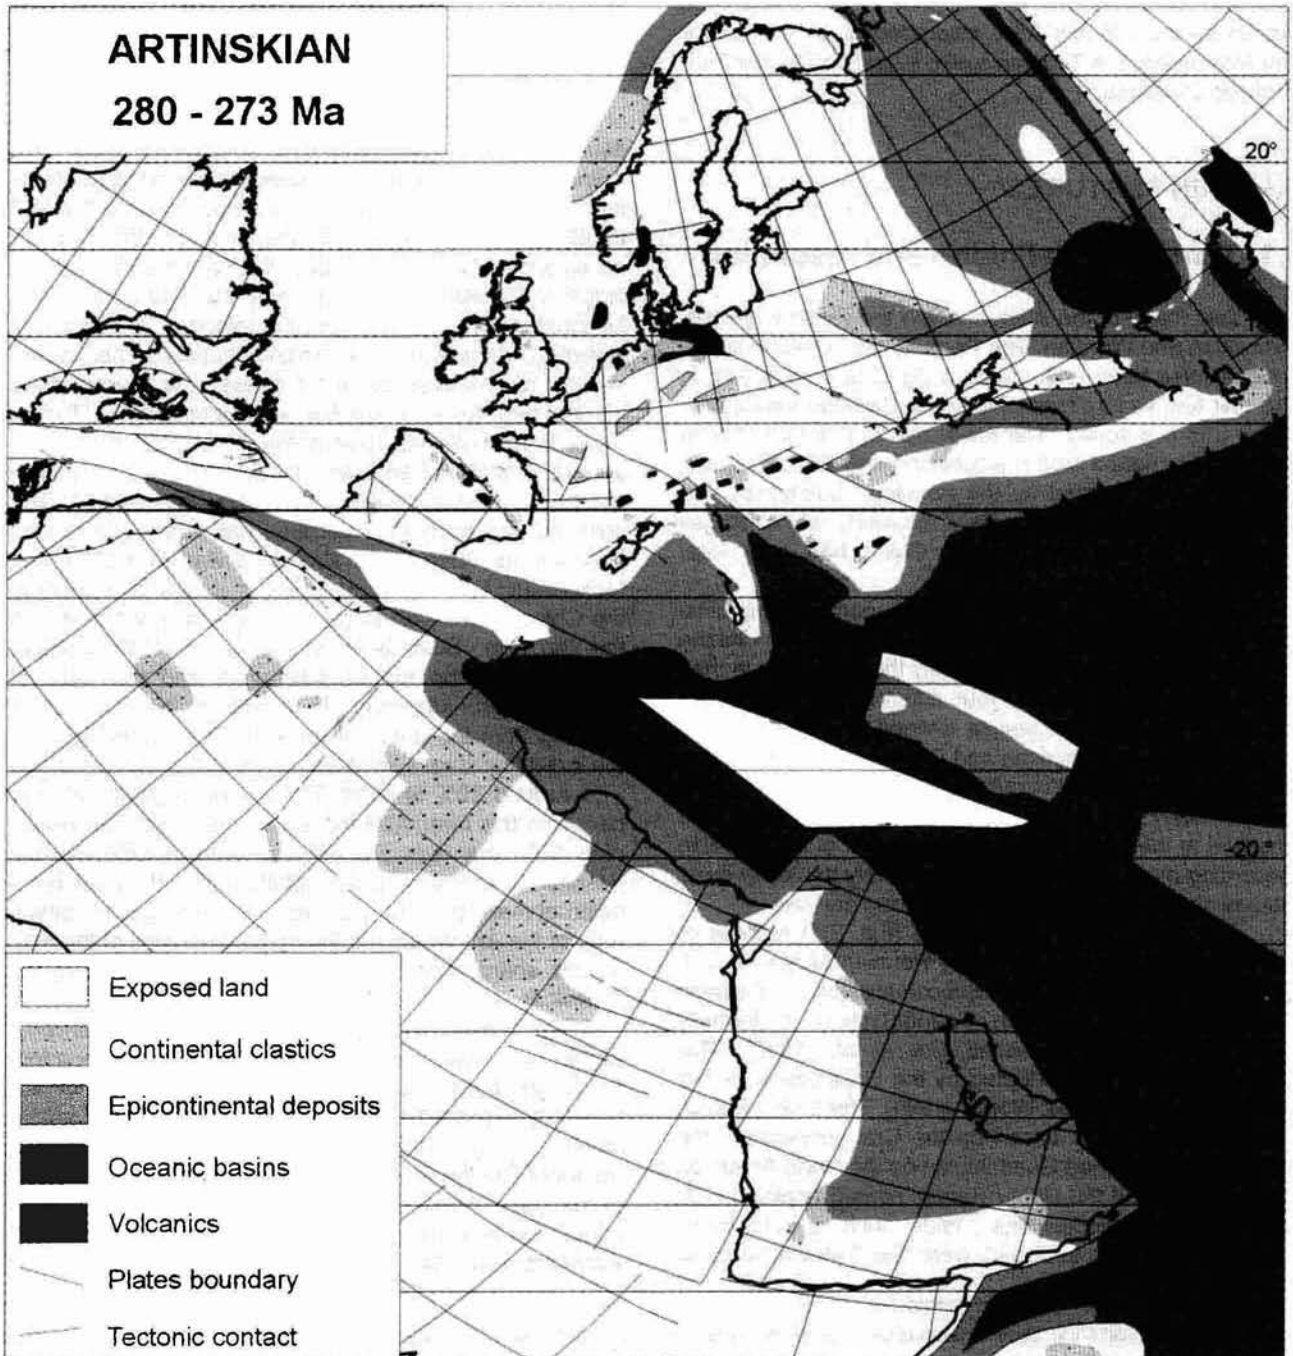 ARTINSKIAN
280 - 273 Ma
20°
-20°
Exposed land
Continental clastics
Epicontinental deposits
Oceanic basins
Volcanics
Plates boundary
Tectonic contact